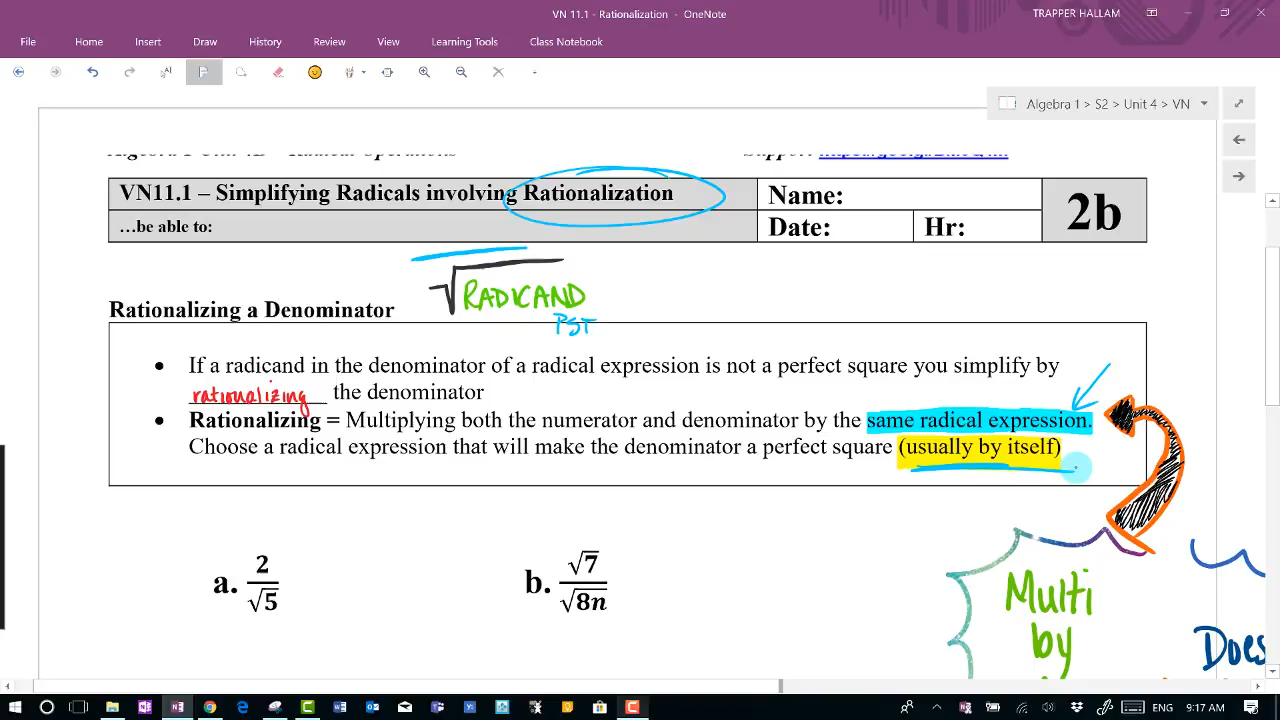 VN 11.1 - Rationalization - OneNote
TRAPPER HALLAM
File Home Insert Draw History Review View Learning Tools Class Notebook
Algebra 1 > S2 > Unit 4 > VN
VN11.1 – Simplifying Radicals involving Rationalization
Name:
2b
…be able to:
Date:
Hr:
√RADICAND
PST
Rationalizing a Denominator
• If a radicand in the denominator of a radical expression is not a perfect square you simplify by
rationalizing the denominator
• Rationalizing = Multiplying both the numerator and denominator by the same radical expression.
Choose a radical expression that will make the denominator a perfect square (usually by itself)
a. 2/√5
b. √7/√8n
Multi
by
Does
9:17 AM